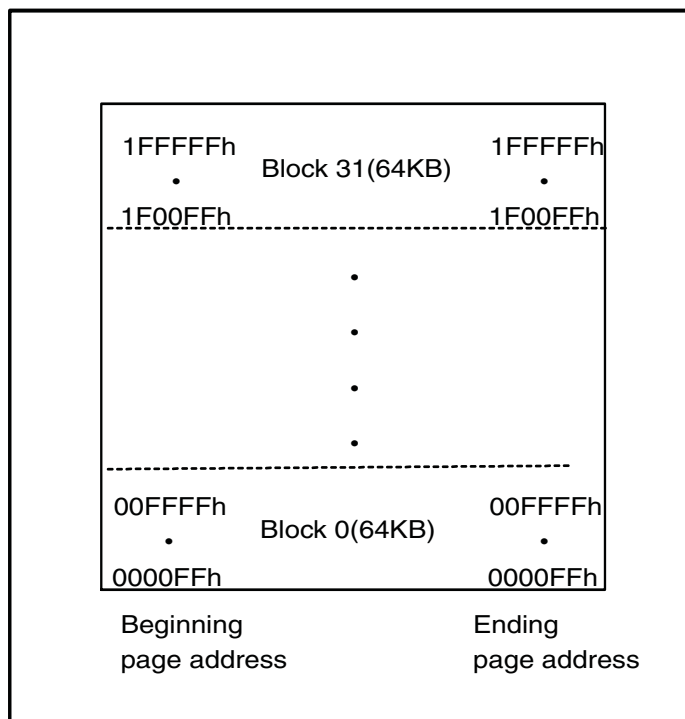 1FFFFFh 1FFFFFh
Block 31(64KB)
1F00FFh 1F00FFh
00FFFFh 00FFFFh
Block 0(64KB)
0000FFh 0000FFh
Beginning Ending
page address page address